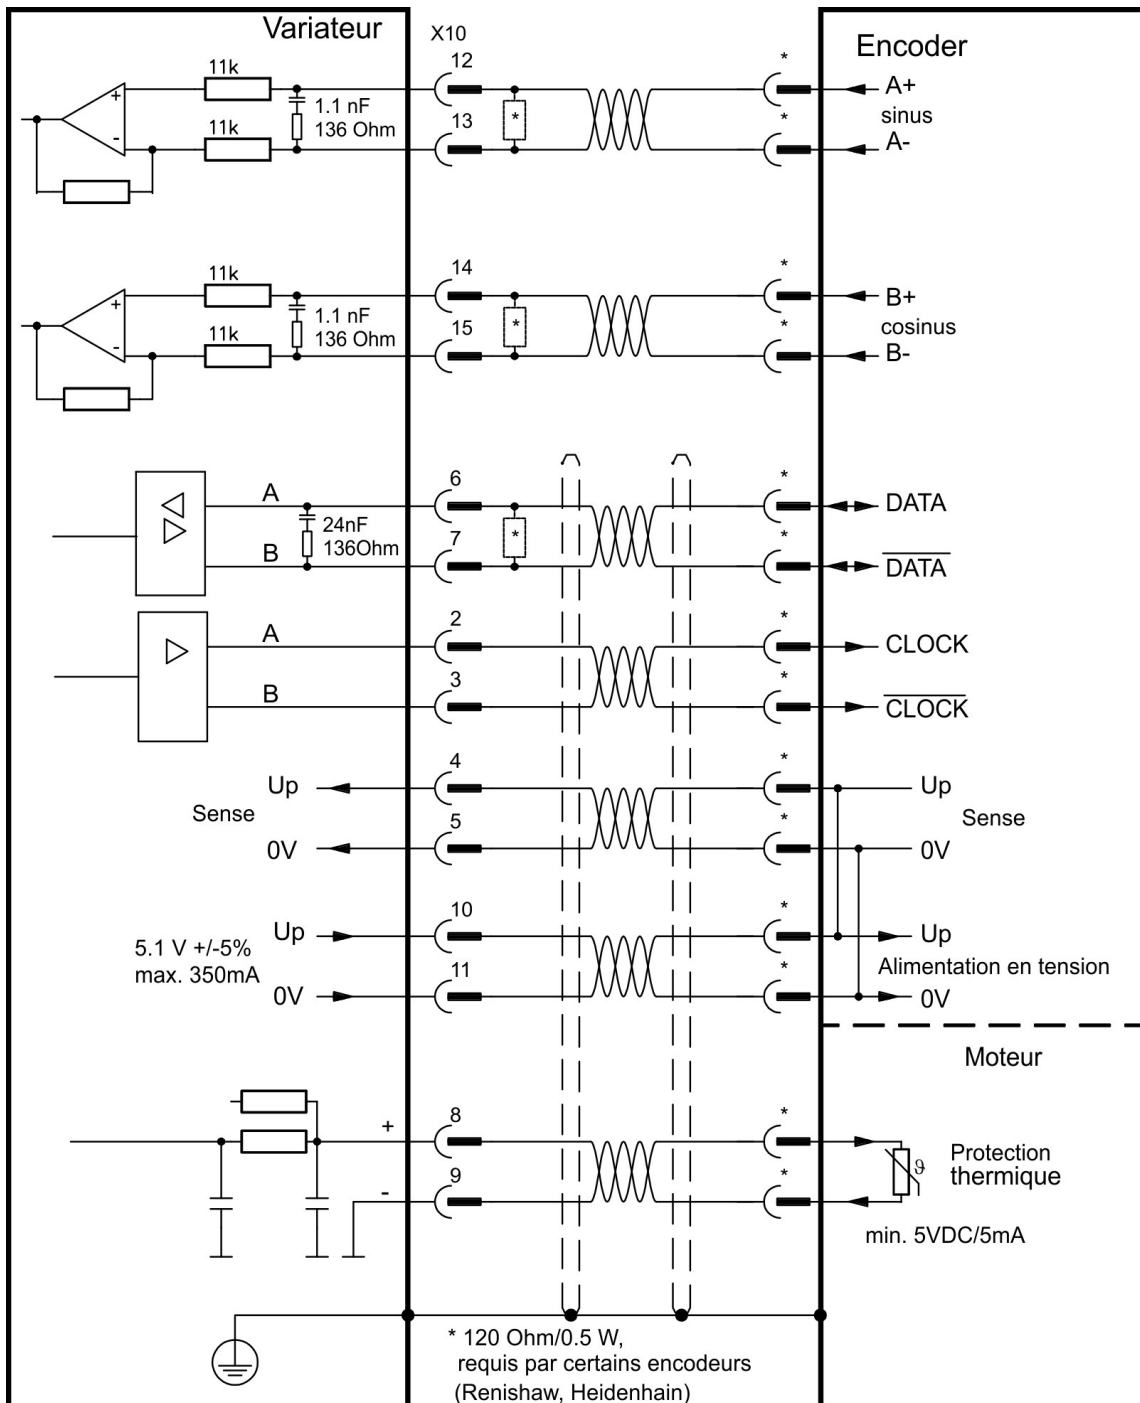 Variateur
X10
Encoder
11k
12
*
A+
1.1 nF
*
sinus
11k
136 Ohm
13
*
A-
+
-
11k
14
*
B+
1.1 nF
*
cosinus
11k
136 Ohm
15
*
B-
+
-
A
6
*
DATA
24nF
*
B
136Ohm
7
*
DATA
A
2
*
CLOCK
B
3
*
CLOCK
Up
4
*
Up
Sense
Sense
0V
5
*
0V
Up
10
*
Up
5.1 V +/-5%
max. 350mA
Alimentation en tension
0V
11
*
0V
Moteur
+
8
*
Protection
ϑ
thermique
-
9
*
min. 5VDC/5mA
* 120 Ohm/0.5 W,
requis par certains encodeurs
(Renishaw, Heidenhain)